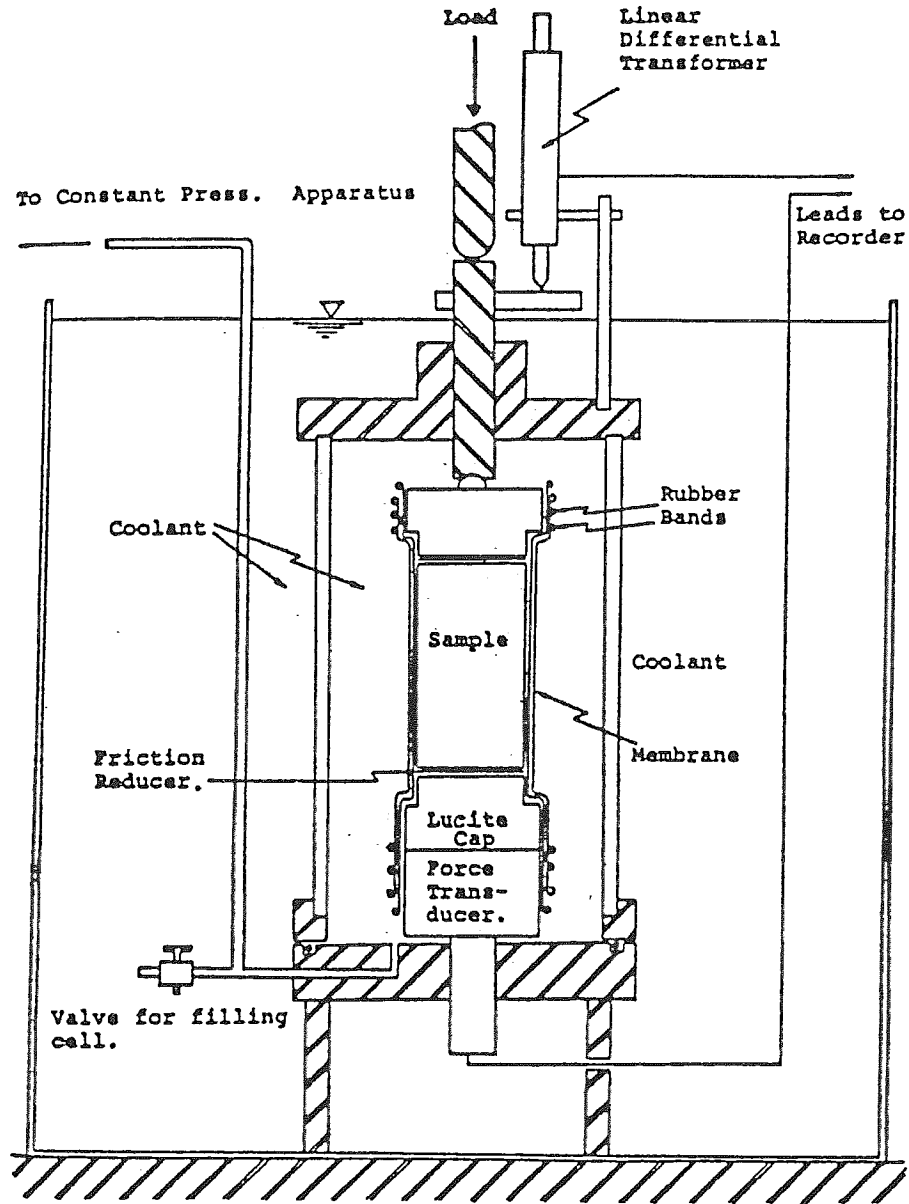 Load
Linear
Differential
Transformer
To Constant Press. Apparatus
Leads to
Recorder
Rubber
Bands
Coolant
Sample
Coolant
Membrane
Friction
Reducer.
Lucite
Cap
Force
Trans-
ducer.
Valve for filling
cell.